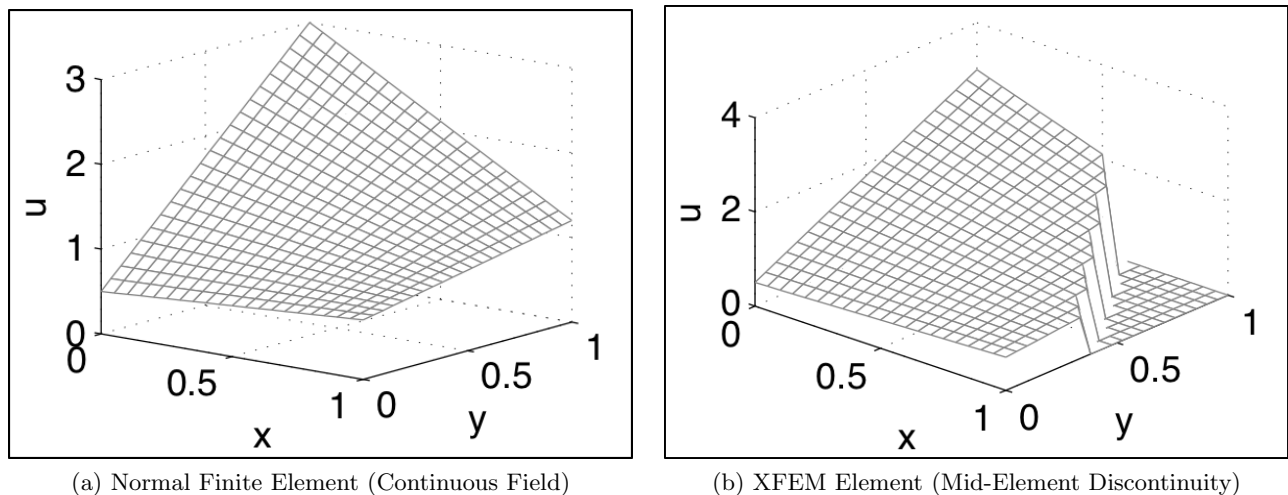 3
2
1
0
u
0
0.5
1
x
0
0.5
1
y
4
2
0
u
0
0.5
1
x
0
0.5
1
y
(a) Normal Finite Element (Continuous Field)
(b) XFEM Element (Mid-Element Discontinuity)